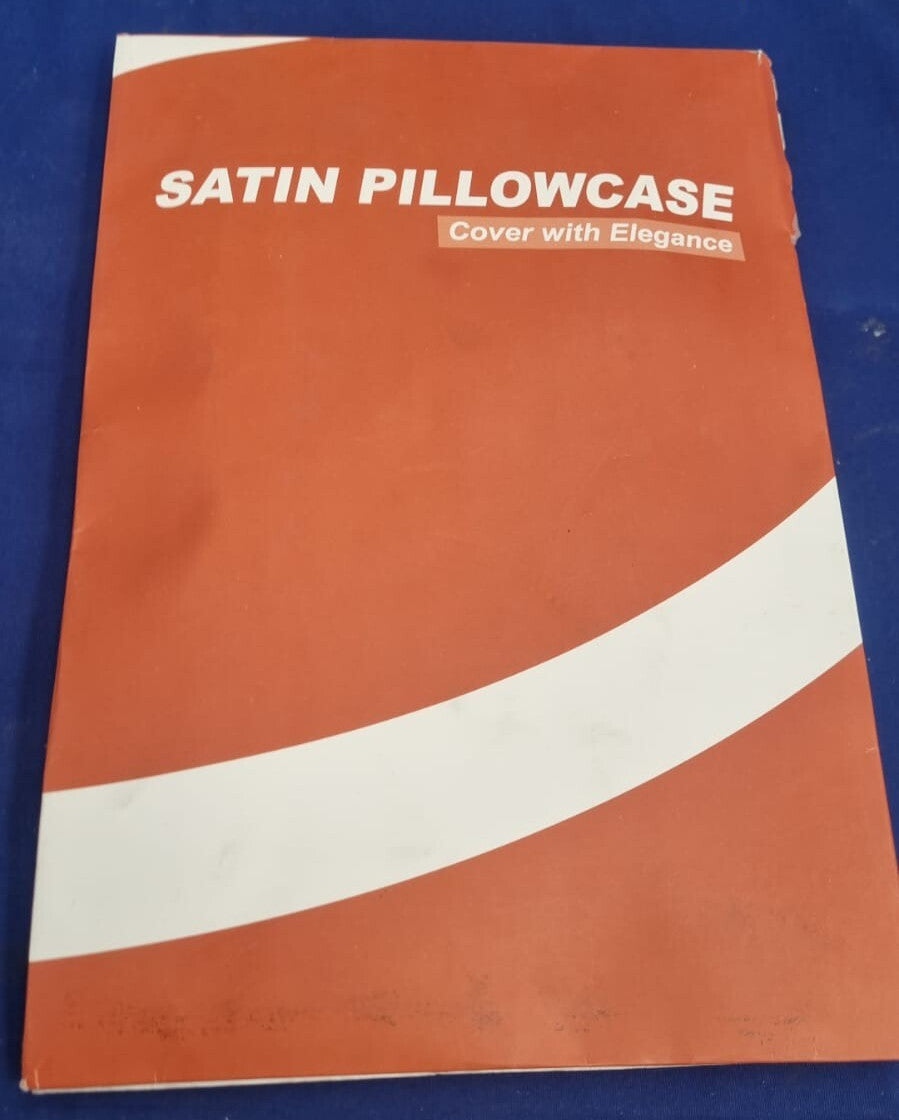 SATIN PILLOWCASE
Cover with Elegance